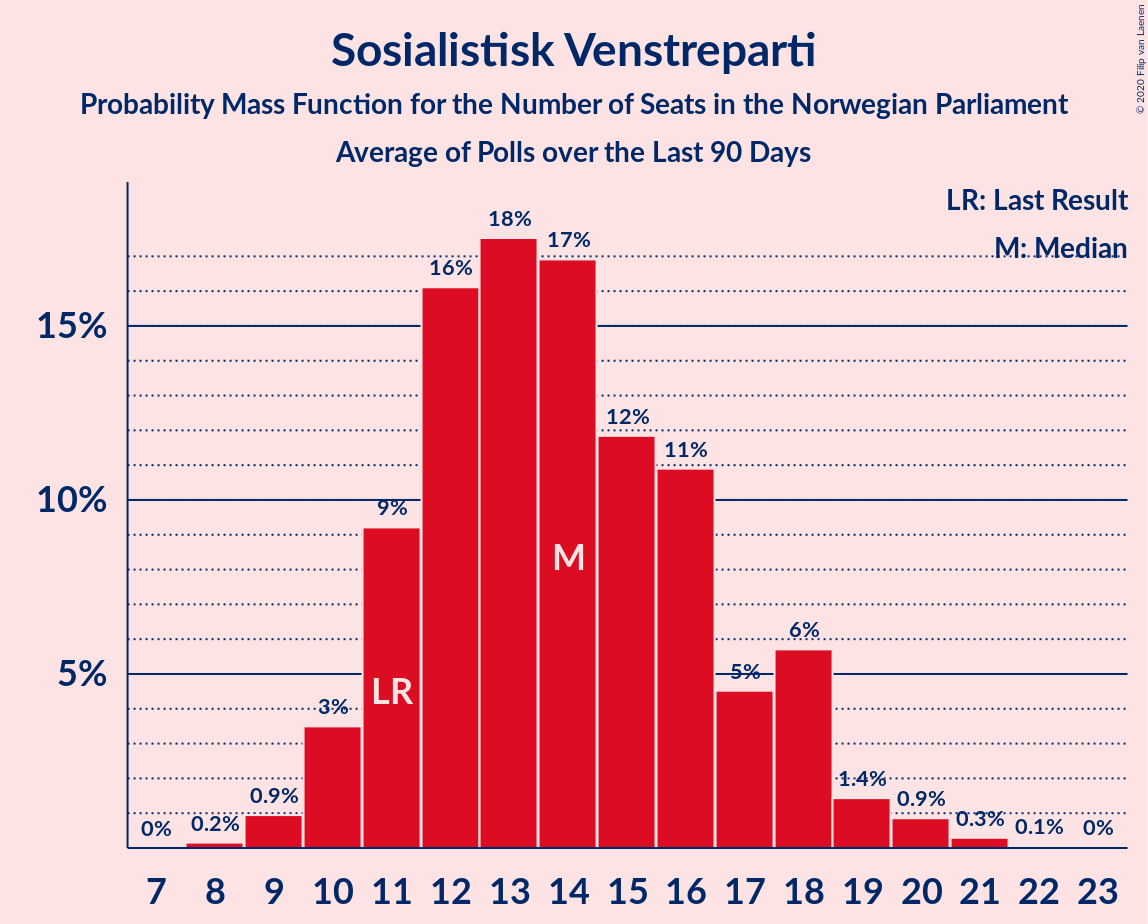 Sosialistisk Venstreparti
Probability Mass Function for the Number of Seats in the Norwegian Parliament
Average of Polls over the Last 90 Days
© 2020 Filip van Laenen
LR: Last Result
M: Median
15%
10%
5%
0%
0.2%
0.9%
3%
9%
16%
18%
17%
12%
11%
5%
6%
1.4%
0.9%
0.3%
0.1%
0%
LR
M
7 8 9 10 11 12 13 14 15 16 17 18 19 20 21 22 23